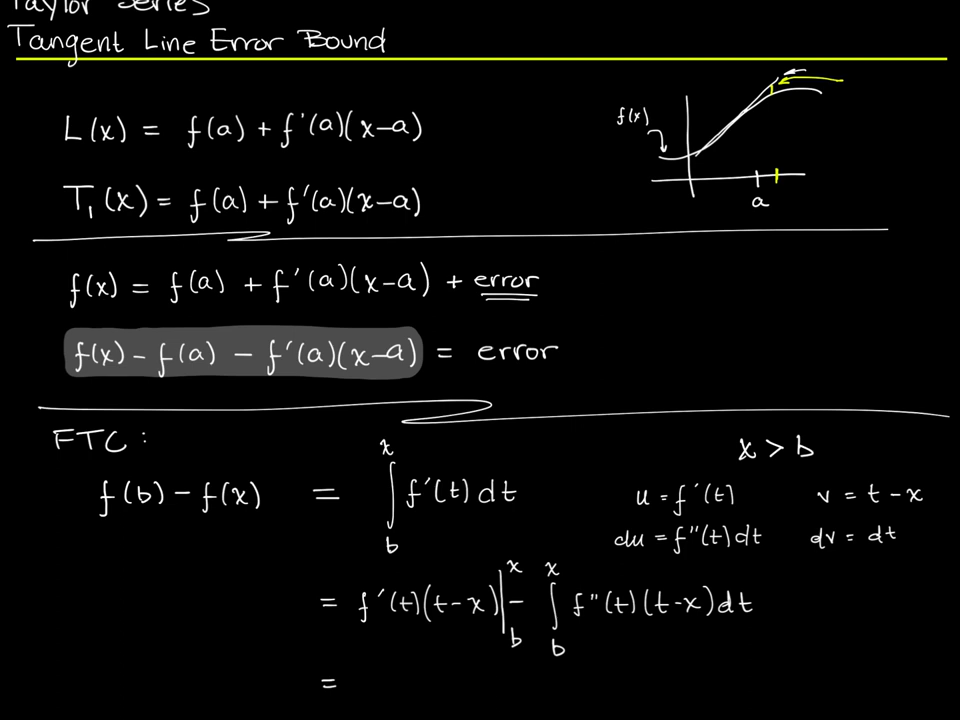 Taylor Series
Tangent Line Error Bound
L(x) = f(a) + f'(a)(x-a)
f(x)
a
T₁(x) = f(a) + f'(a)(x-a)
f(x) = f(a) + f'(a)(x-a) + error
f(x) - f(a) - f'(a)(x-a) = error
FTC:
x > b
f(b) - f(x) = ∫_b^x f'(t) dt
u = f'(t) v = t - x
du = f''(t) dt dv = dt
= f'(t)(t-x)|_b^x - ∫_b^x f''(t)(t-x) dt
=